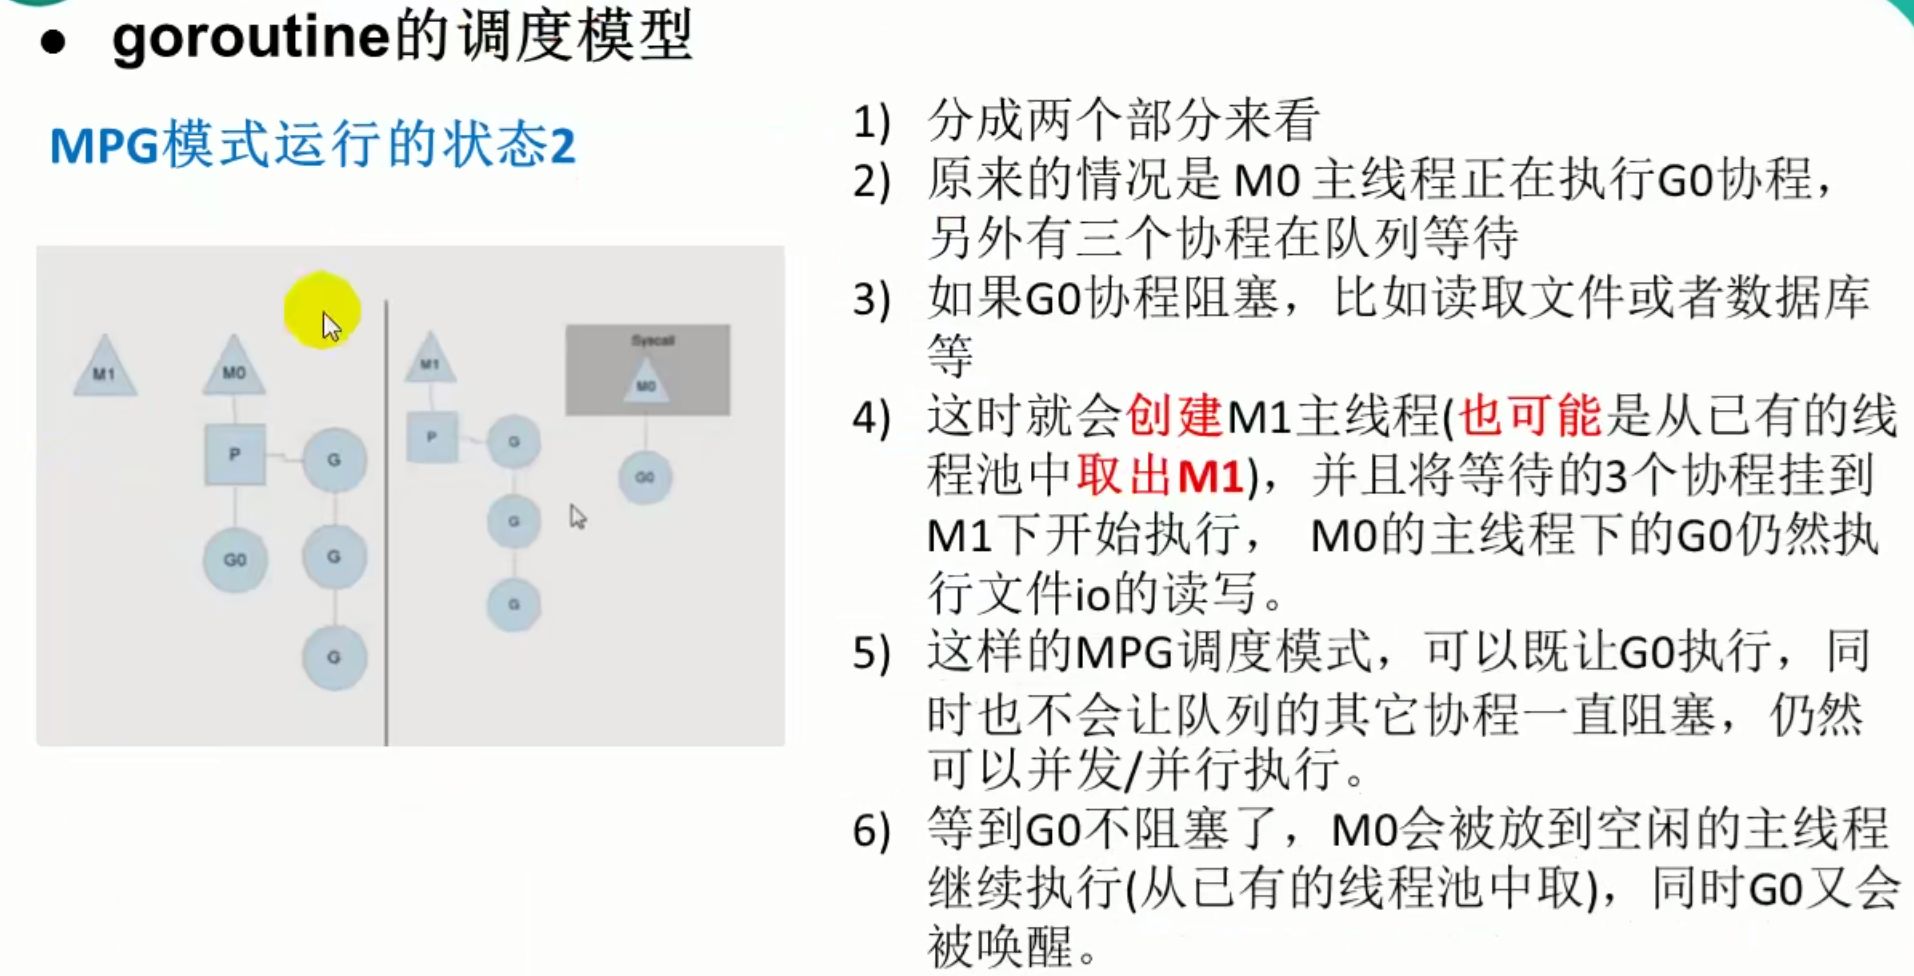 ● goroutine的调度模型
MPG模式运行的状态2
1) 分成两个部分来看
2) 原来的情况是 M0 主线程正在执行G0协程，
另外有三个协程在队列等待
3) 如果G0协程阻塞，比如读取文件或者数据库
等
4) 这时就会创建M1主线程(也可能是从已有的线
程池中取出M1)，并且将等待的3个协程挂到
M1下开始执行， M0的主线程下的G0仍然执
行文件io的读写。
5) 这样的MPG调度模式，可以既让G0执行，同
时也不会让队列的其它协程一直阻塞，仍然
可以并发/并行执行。
6) 等到G0不阻塞了，M0会被放到空闲的主线程
继续执行(从已有的线程池中取)，同时G0又会
被唤醒。
M1
M0
P
G
G0
G
G
M1
P
G
G
G
Syscall
M0
G0